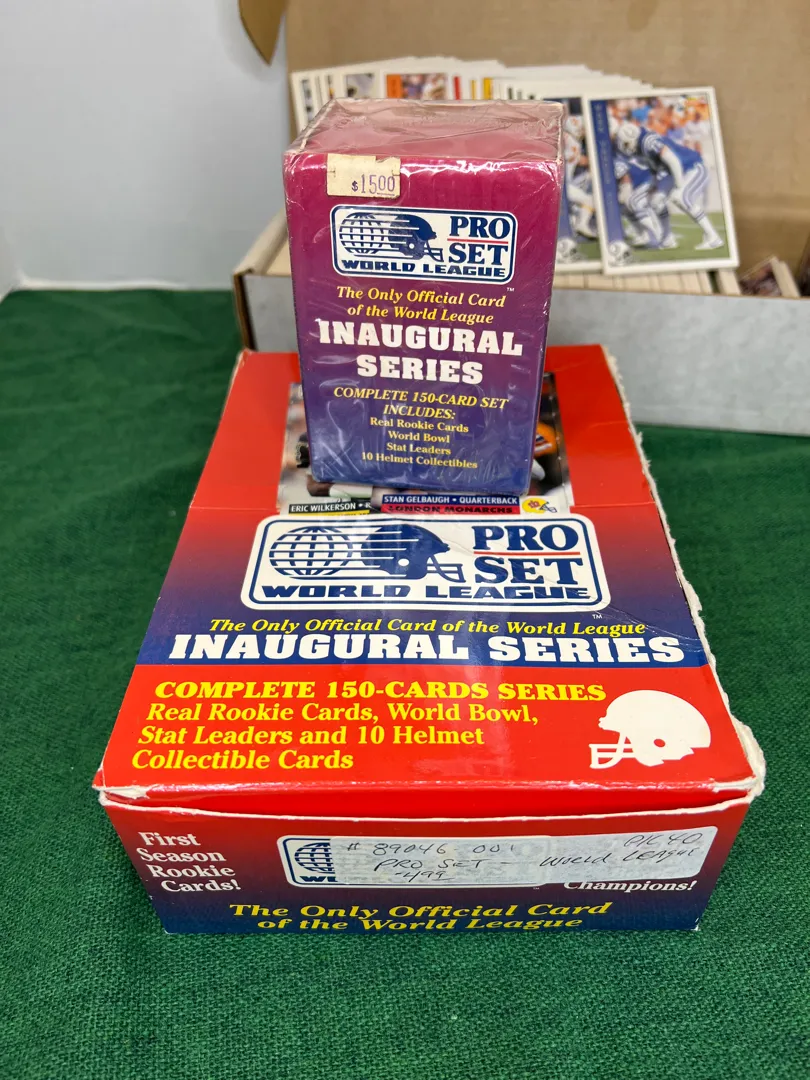 $15.00
PRO
SET
WORLD LEAGUE
™
The Only Official Card
of the World League
INAUGURAL
SERIES
COMPLETE 150-CARD SET
INCLUDES:
Real Rookie Cards
World Bowl
Stat Leaders
10 Helmet Collectibles
ERIC WILKERSON •
STAN GELBAUGH • QUARTERBACK
LONDON MONARCHS
PRO
SET
WORLD LEAGUE
™
The Only Official Card of the World League
INAUGURAL SERIES
COMPLETE 150-CARDS SERIES
Real Rookie Cards, World Bowl,
Stat Leaders and 10 Helmet
Collectible Cards
First
Season
Rookie
Cards!
# 89046-001
PRO SET - World League
Champions!
The Only Official Card
of the World League